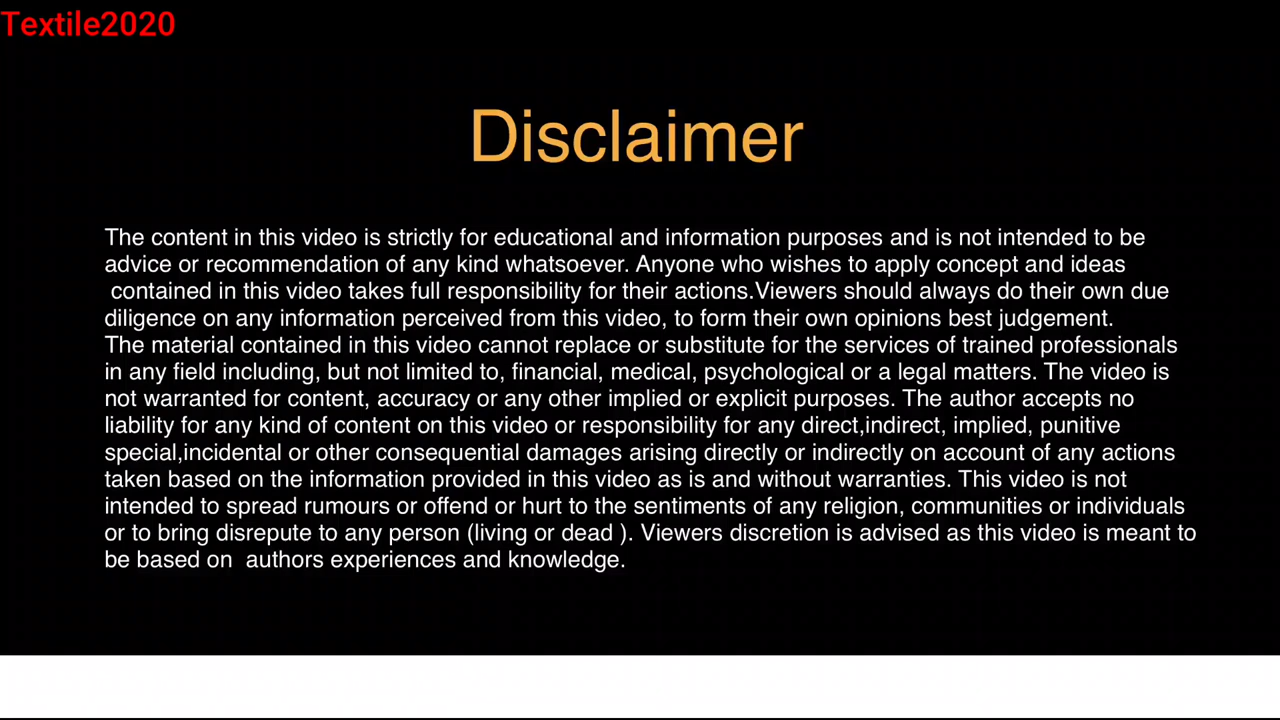 Textile2020
Disclaimer
The content in this video is strictly for educational and information purposes and is not intended to be
advice or recommendation of any kind whatsoever. Anyone who wishes to apply concept and ideas
contained in this video takes full responsibility for their actions.Viewers should always do their own due
diligence on any information perceived from this video, to form their own opinions best judgement.
The material contained in this video cannot replace or substitute for the services of trained professionals
in any field including, but not limited to, financial, medical, psychological or a legal matters. The video is
not warranted for content, accuracy or any other implied or explicit purposes. The author accepts no
liability for any kind of content on this video or responsibility for any direct,indirect, implied, punitive
special,incidental or other consequential damages arising directly or indirectly on account of any actions
taken based on the information provided in this video as is and without warranties. This video is not
intended to spread rumours or offend or hurt to the sentiments of any religion, communities or individuals
or to bring disrepute to any person (living or dead ). Viewers discretion is advised as this video is meant to
be based on  authors experiences and knowledge.